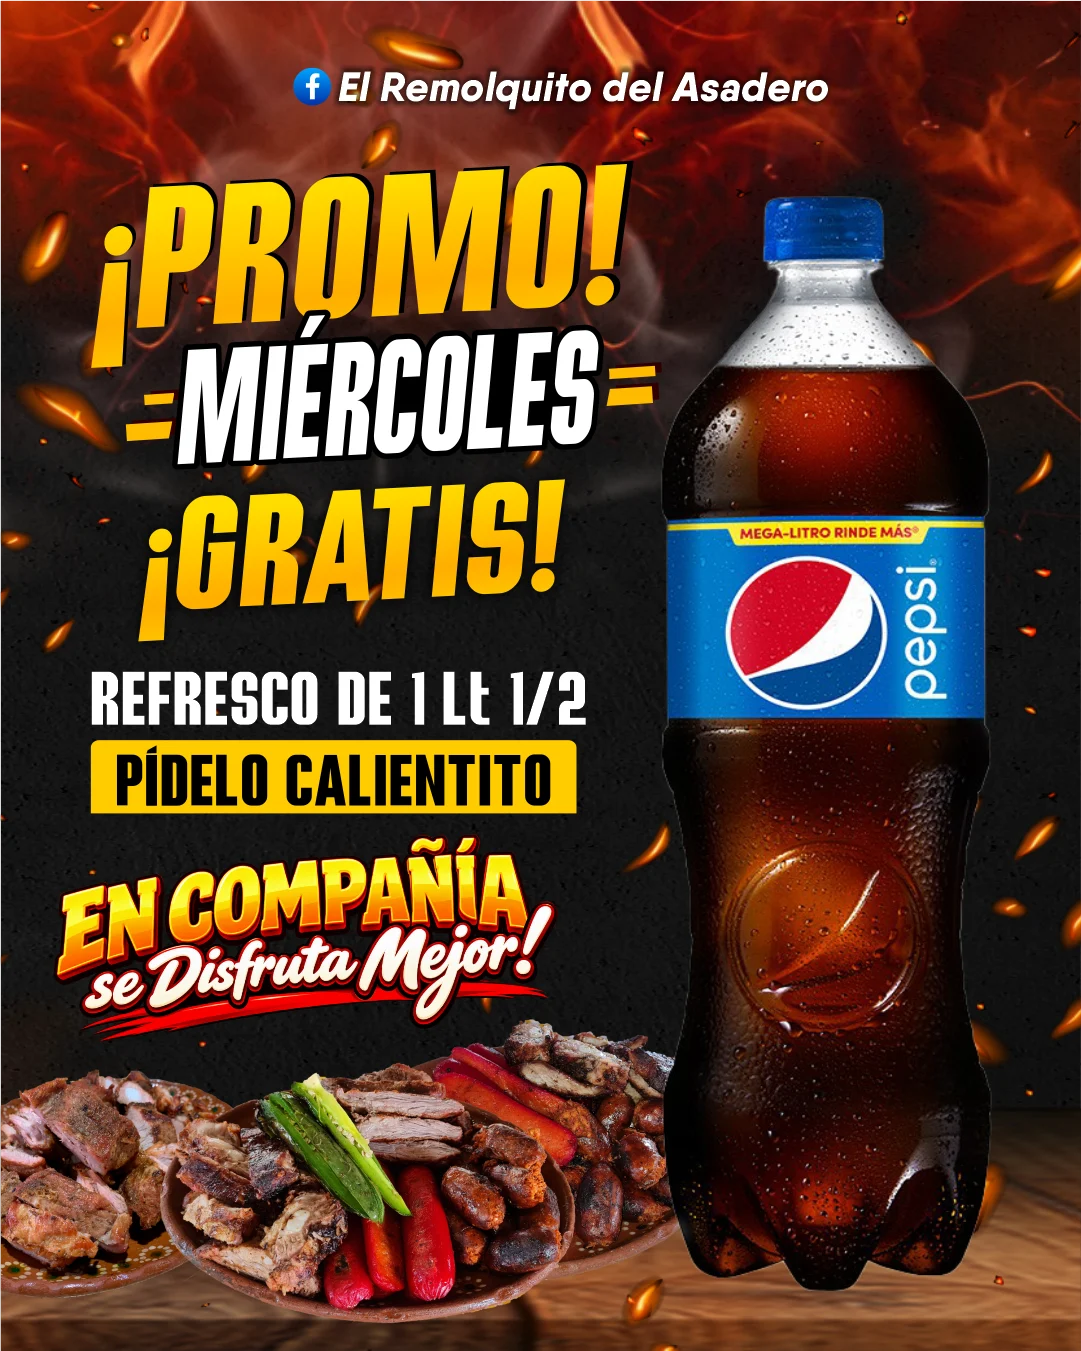 El Remolquito del Asadero
¡PROMO!
MIÉRCOLES
¡GRATIS!
REFRESCO DE 1 Lt 1/2
PÍDELO CALIENTITO
EN COMPAÑÍA
se Disfruta Mejor!
MEGA-LITRO RINDE MÁS®
pepsi®